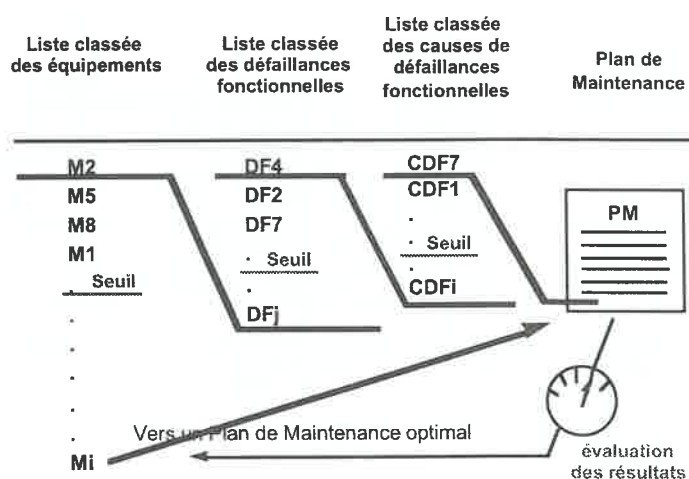 Liste classée
des équipements
Liste classée
des défaillances
fonctionnelles
Liste classée
des causes de
défaillances
fonctionnelles
Plan de
Maintenance
M2
M5
M8
M1
. Seuil
.
.
.
.
.
Mi
DF4
DF2
DF7
. Seuil
.
DFj
CDF7
CDF1
.
. Seuil
.
CDFi
PM
Vers un Plan de Maintenance optimal
évaluation
des résultats